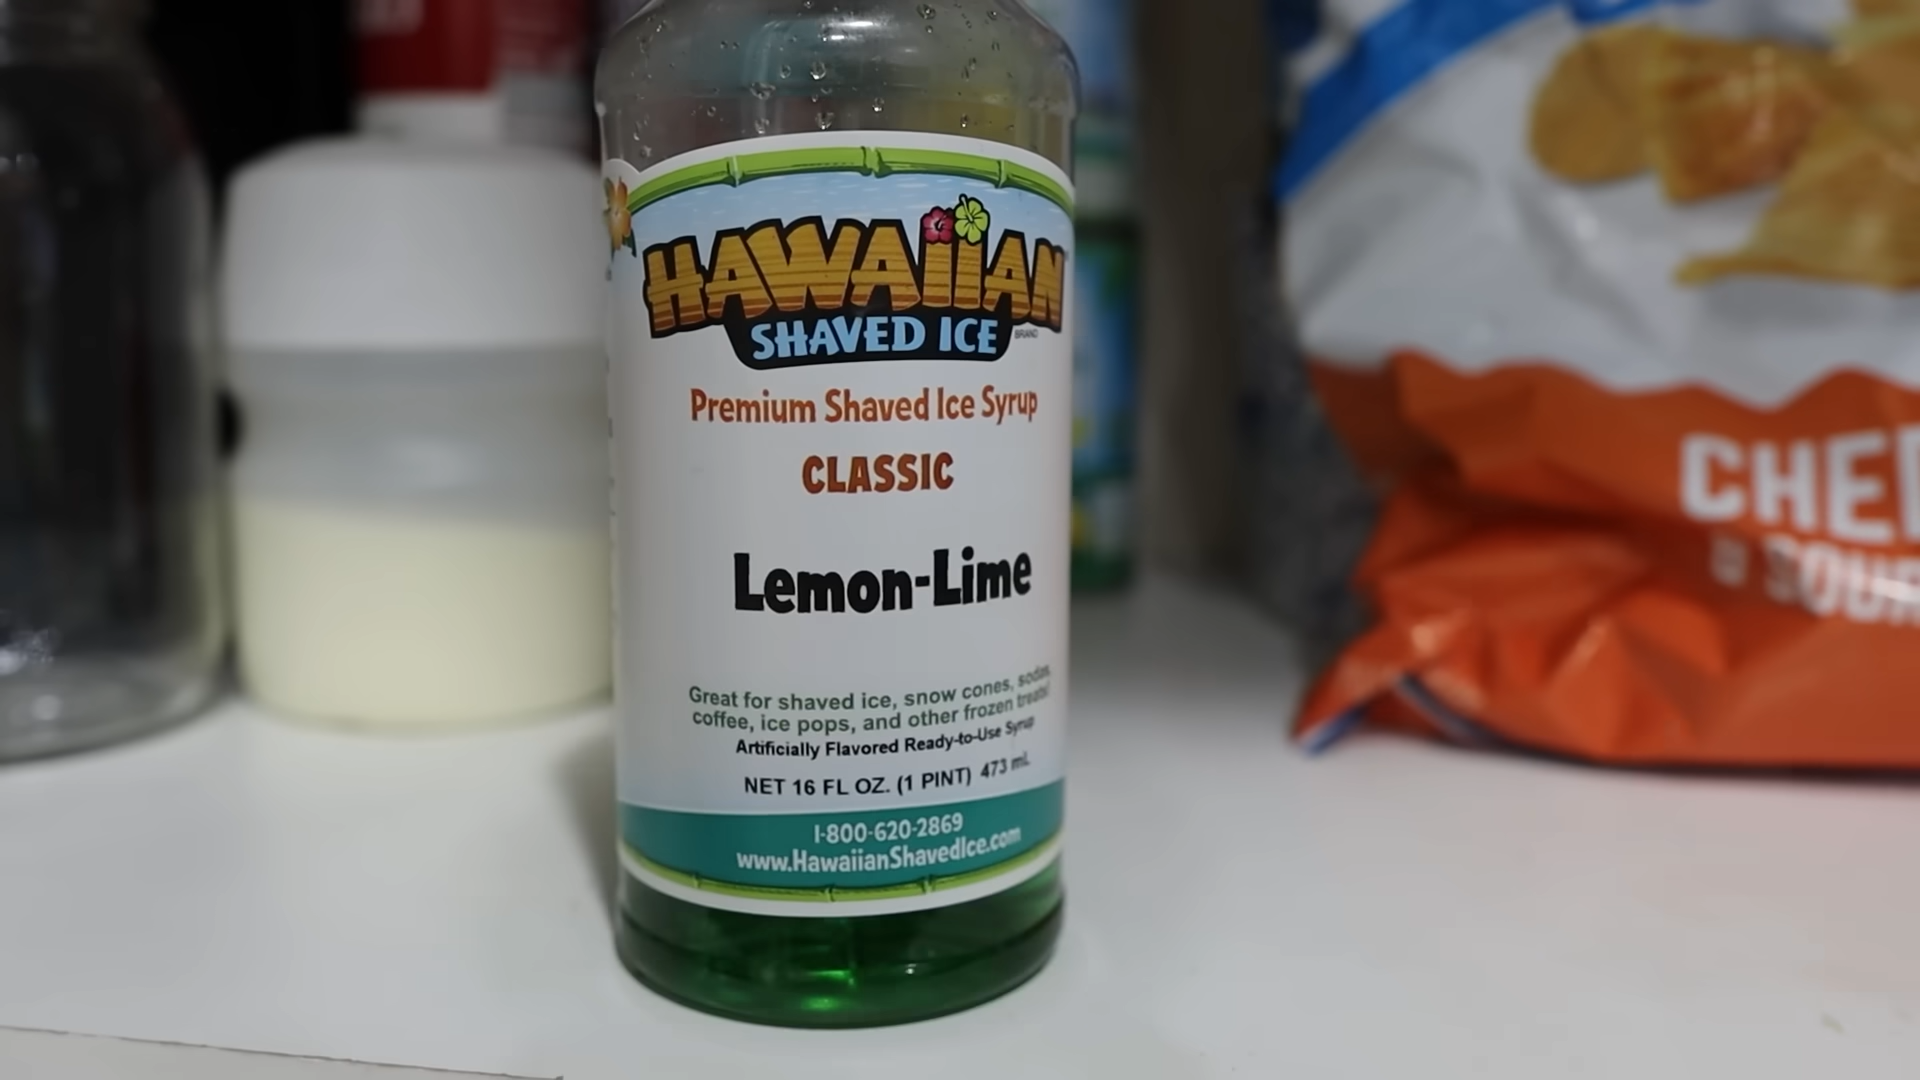 HAWAIIAN
SHAVED ICE
BRAND
Premium Shaved Ice Syrup
CLASSIC
Lemon-Lime
Great for shaved ice, snow cones, sodas,
coffee, ice pops, and other frozen treats!
Artificially Flavored Ready-to-Use Syrup
NET 16 FL OZ. (1 PINT) 473 mL
1-800-620-2869
www.HawaiianShavedIce.com